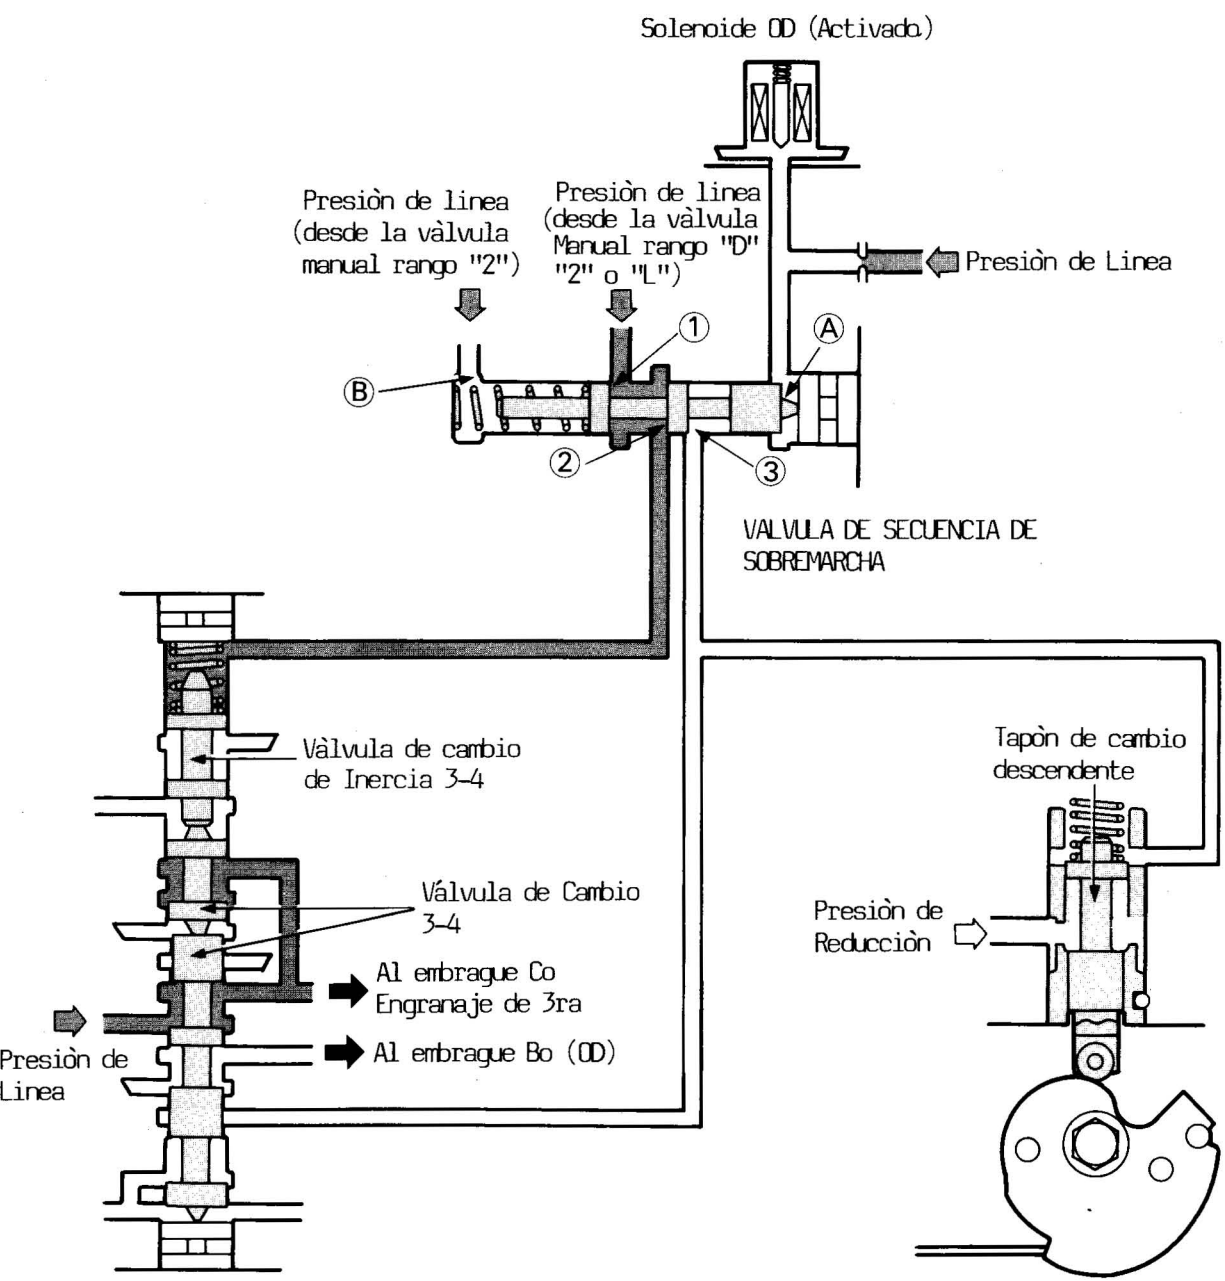 Solenoide OD (Activada)
Presiòn de linea
(desde la vàlvula
manual rango "2")
Presiòn de linea
(desde la vàlvula
Manual rango "D"
"2" o "L")
Presiòn de Linea
1
A
B
2
3
VALVULA DE SECUENCIA DE
SOBREMARCHA
Vàlvula de cambio
de Inercia 3-4
Tapòn de cambio
descendente
Válvula de Cambio
3-4
Presiòn de
Reducciòn
Al embrague Co
Engranaje de 3ra
Al embrague Bo (OD)
Presiòn de
Linea